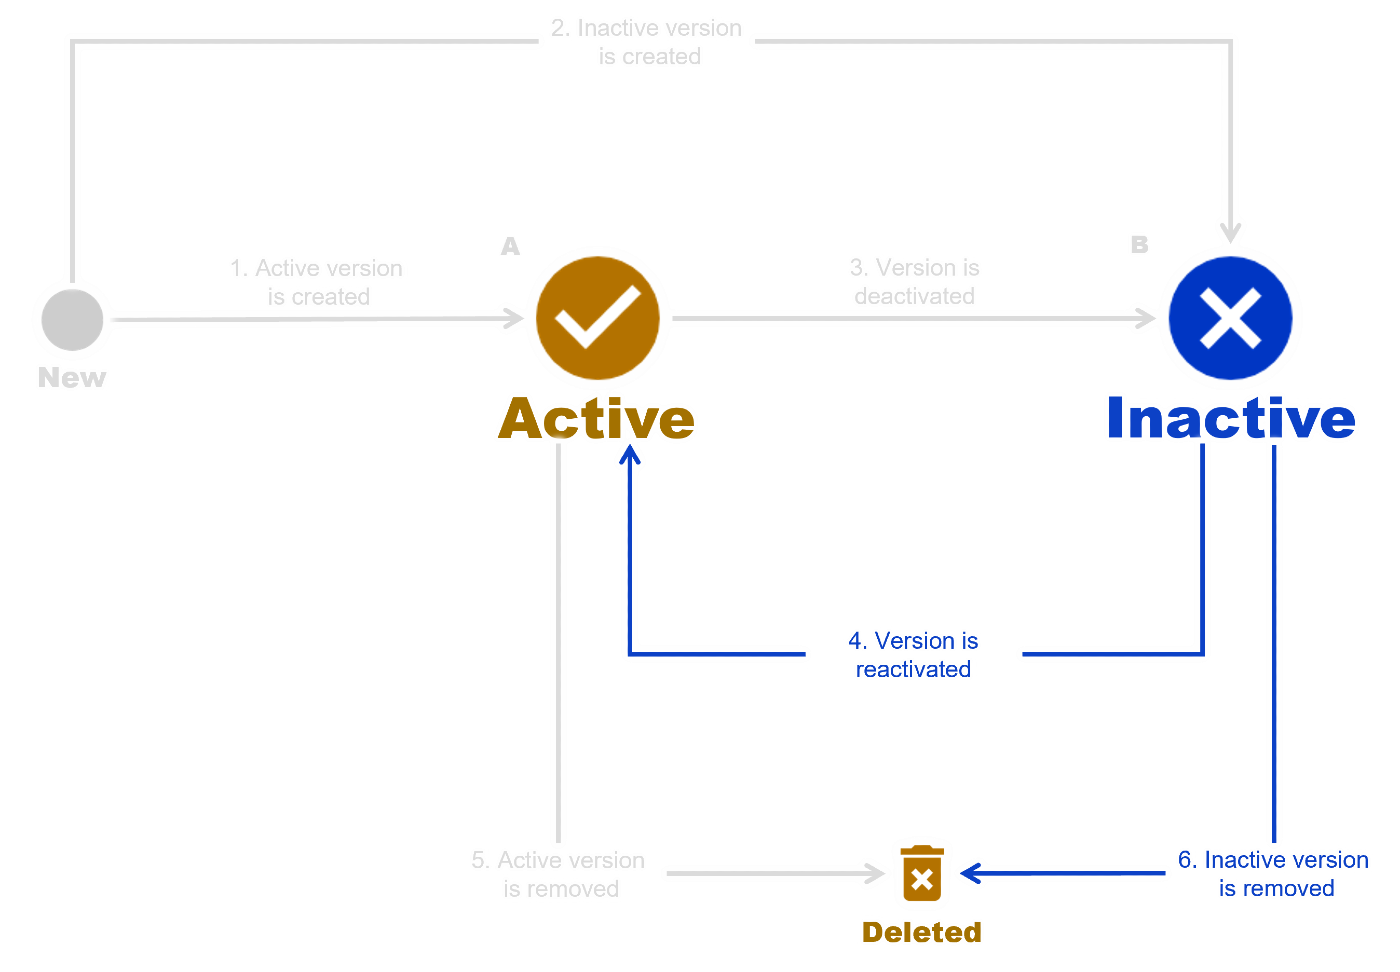 2. Inactive version
is created
A
B
1. Active version
is created
3. Version is
deactivated
New
Active
Inactive
4. Version is
reactivated
5. Active version
is removed
6. Inactive version
is removed
Deleted